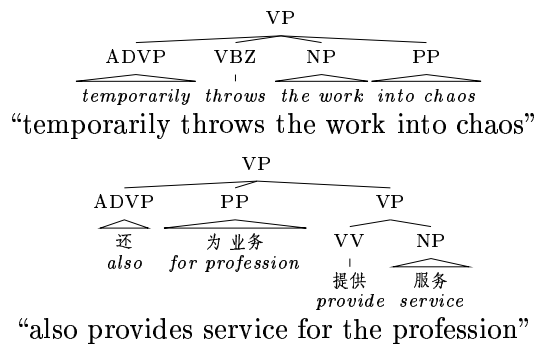 VP
ADVP VBZ NP PP
temporarily throws the work into chaos
“temporarily throws the work into chaos”
VP
ADVP PP VP
还 为 业务 VV NP
also for profession
提供 服务
provide service
“also provides service for the profession”